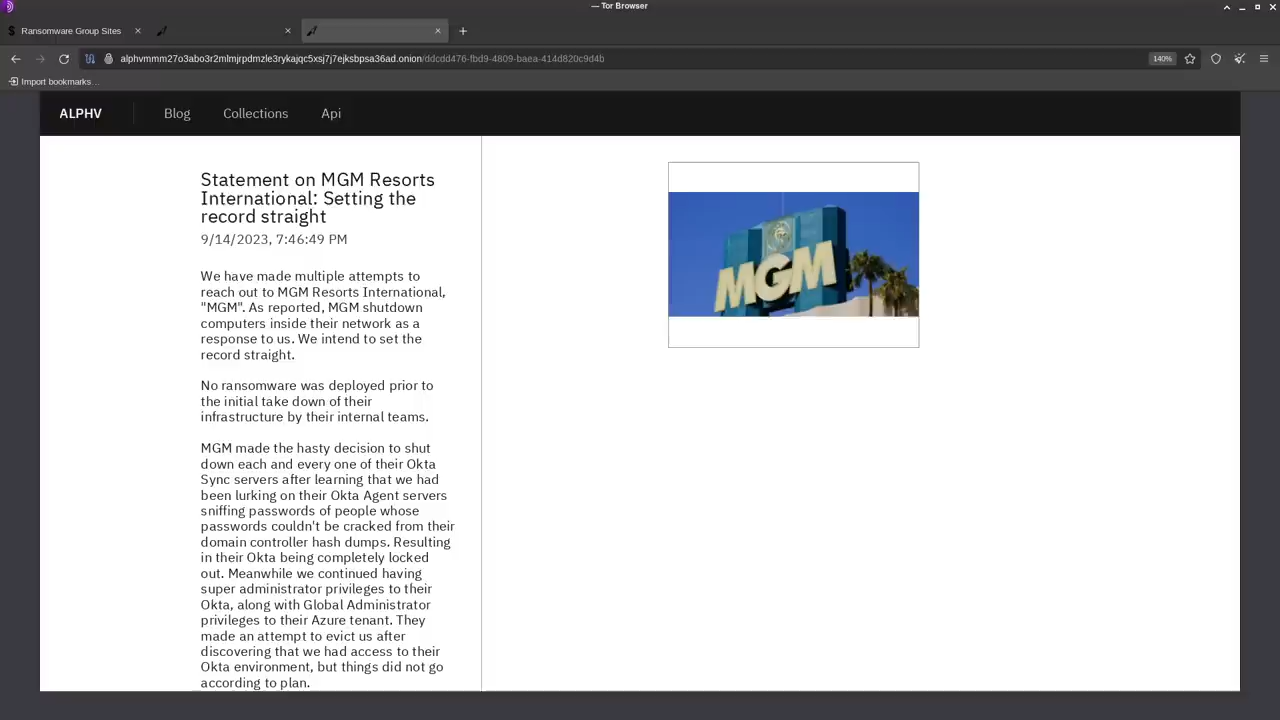 — Tor Browser
Ransomware Group Sites
alphvmmm27o3abo3r2mlmjrpdmzle3rykajqc5xsj7j7ejksbpsa36ad.onion/ddcdd476-fbd9-4809-baea-414d820c9d4b
140%
Import bookmarks...
ALPHV
Blog
Collections
Api
Statement on MGM Resorts
International: Setting the
record straight
9/14/2023, 7:46:49 PM
We have made multiple attempts to
reach out to MGM Resorts International,
"MGM". As reported, MGM shutdown
computers inside their network as a
response to us. We intend to set the
record straight.
No ransomware was deployed prior to
the initial take down of their
infrastructure by their internal teams.
MGM made the hasty decision to shut
down each and every one of their Okta
Sync servers after learning that we had
been lurking on their Okta Agent servers
sniffing passwords of people whose
passwords couldn't be cracked from their
domain controller hash dumps. Resulting
in their Okta being completely locked
out. Meanwhile we continued having
super administrator privileges to their
Okta, along with Global Administrator
privileges to their Azure tenant. They
made an attempt to evict us after
discovering that we had access to their
Okta environment, but things did not go
according to plan.
MGM